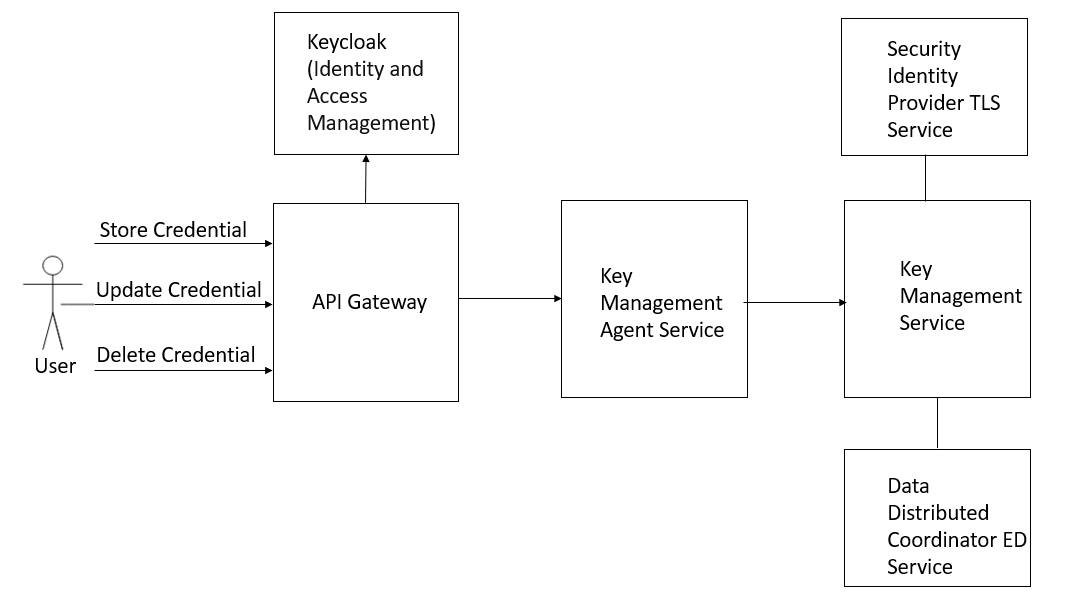 Keycloak
(Identity and
Access
Management)
Security
Identity
Provider TLS
Service
Store Credential
Update Credential
Delete Credential
User
API Gateway
Key
Management
Agent Service
Key
Management
Service
Data
Distributed
Coordinator ED
Service